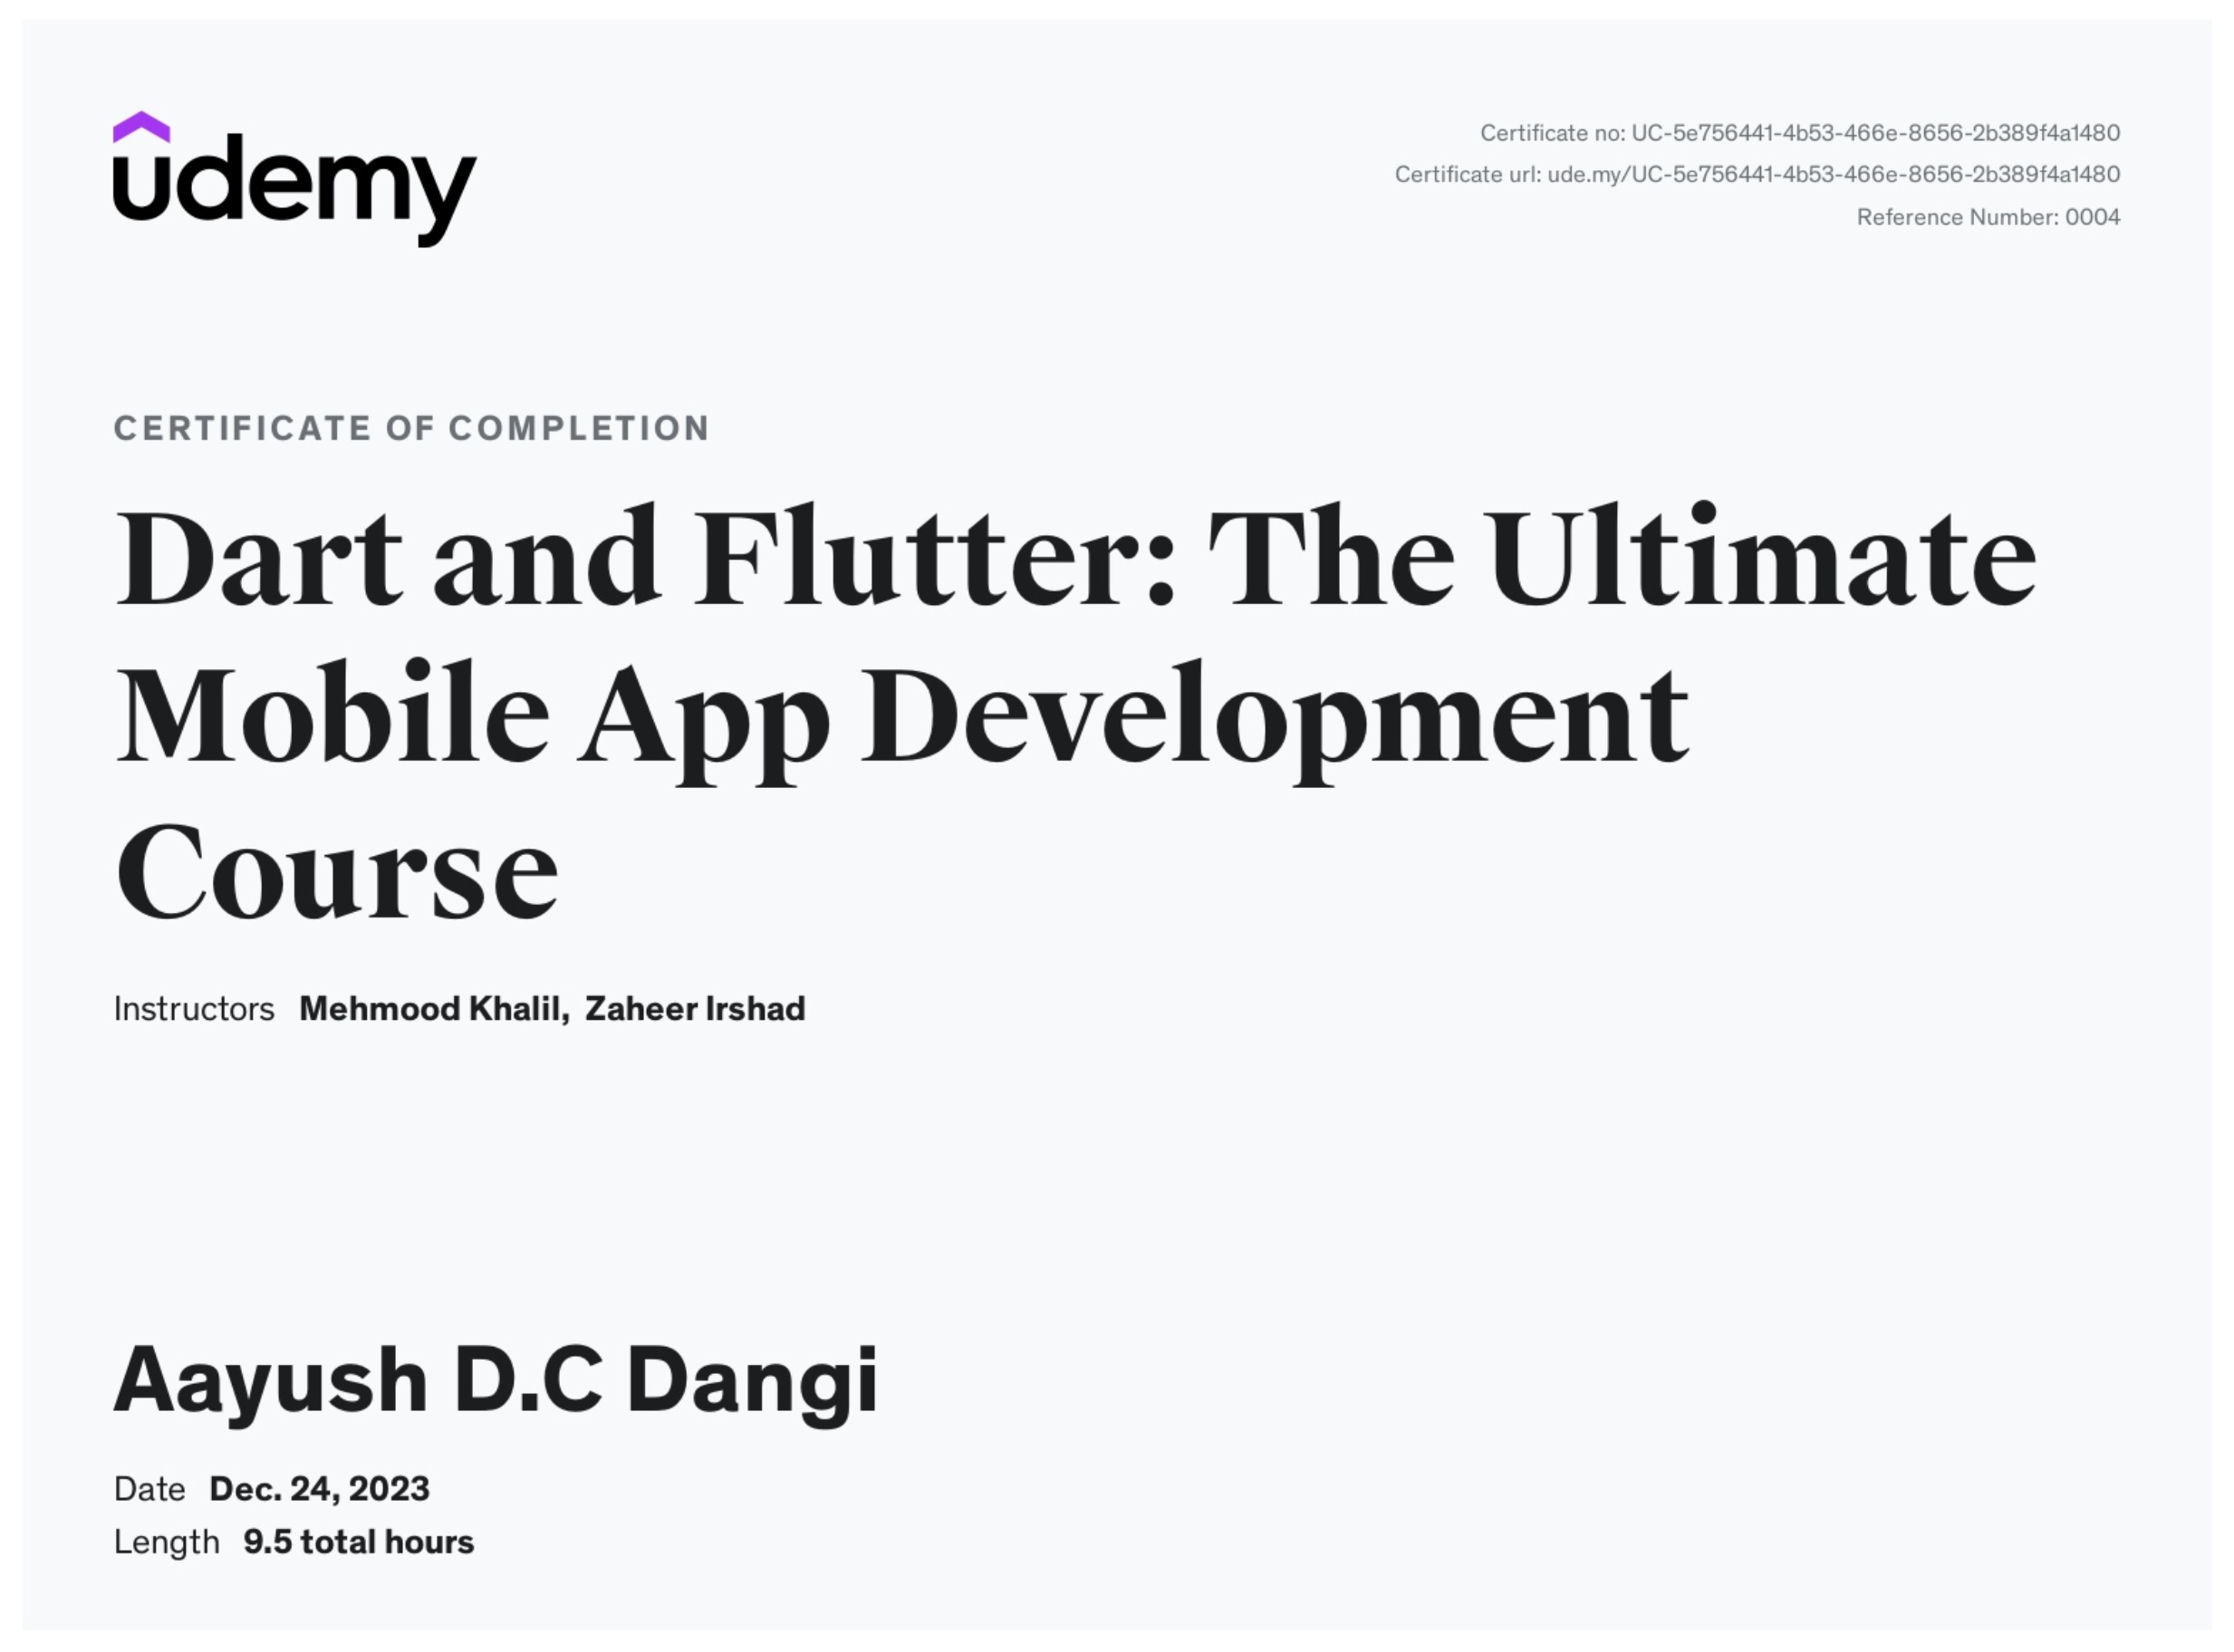 udemy
Certificate no: UC-5e756441-4b53-466e-8656-2b389f4a1480
Certificate url: ude.my/UC-5e756441-4b53-466e-8656-2b389f4a1480
Reference Number: 0004
CERTIFICATE OF COMPLETION
Dart and Flutter: The Ultimate
Mobile App Development
Course
Instructors Mehmood Khalil, Zaheer Irshad
Aayush D.C Dangi
Date Dec. 24, 2023
Length 9.5 total hours